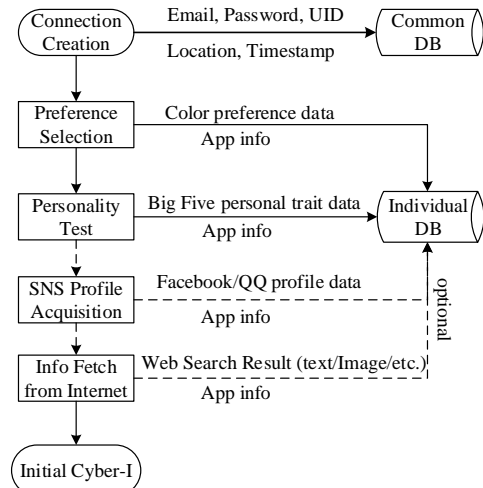 Connection
Creation
Email, Password, UID
Location, Timestamp
Common
DB
Preference
Selection
Color preference data
App info
Personality
Test
Big Five personal trait data
App info
Individual
DB
SNS Profile
Acquisition
Facebook/QQ profile data
App info
optional
Info Fetch
from Internet
Web Search Result (text/Image/etc.)
App info
Initial Cyber-I